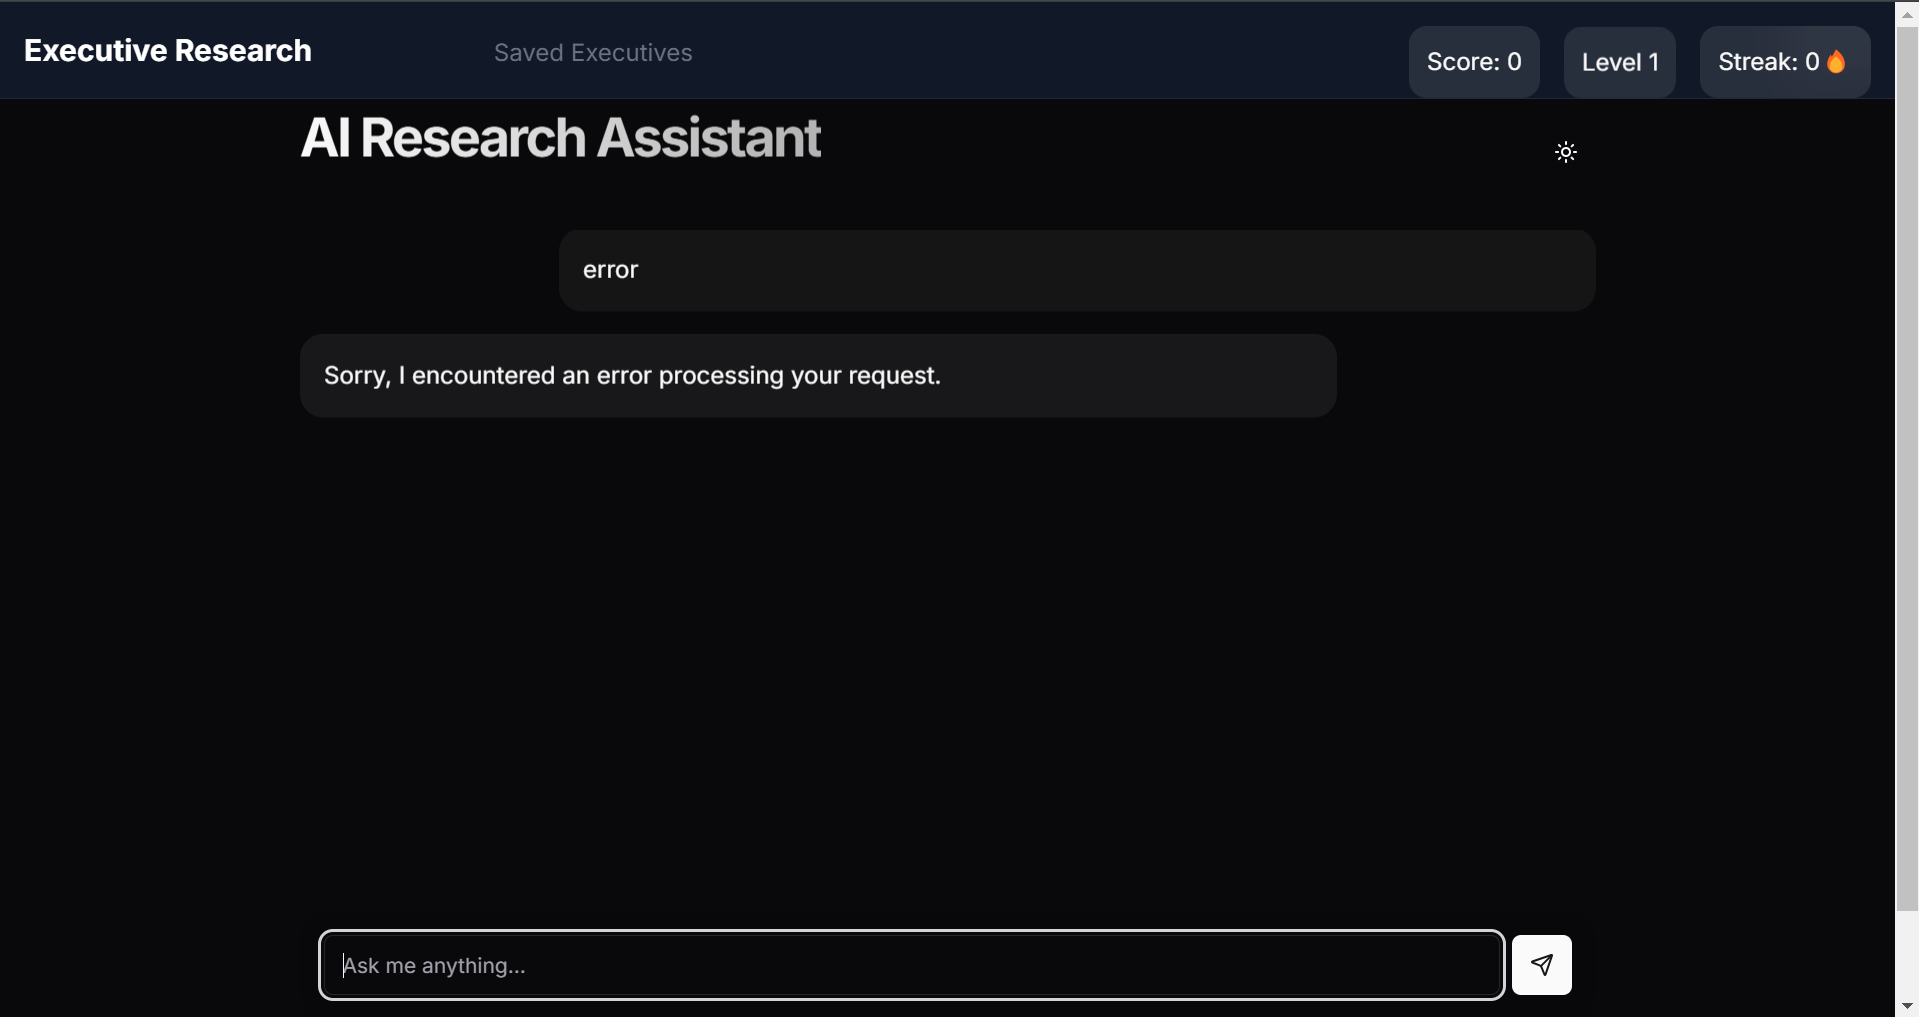 Executive Research
Saved Executives
Score: 0
Level 1
Streak: 0🔥
AI Research Assistant
error
Sorry, I encountered an error processing your request.
Ask me anything...